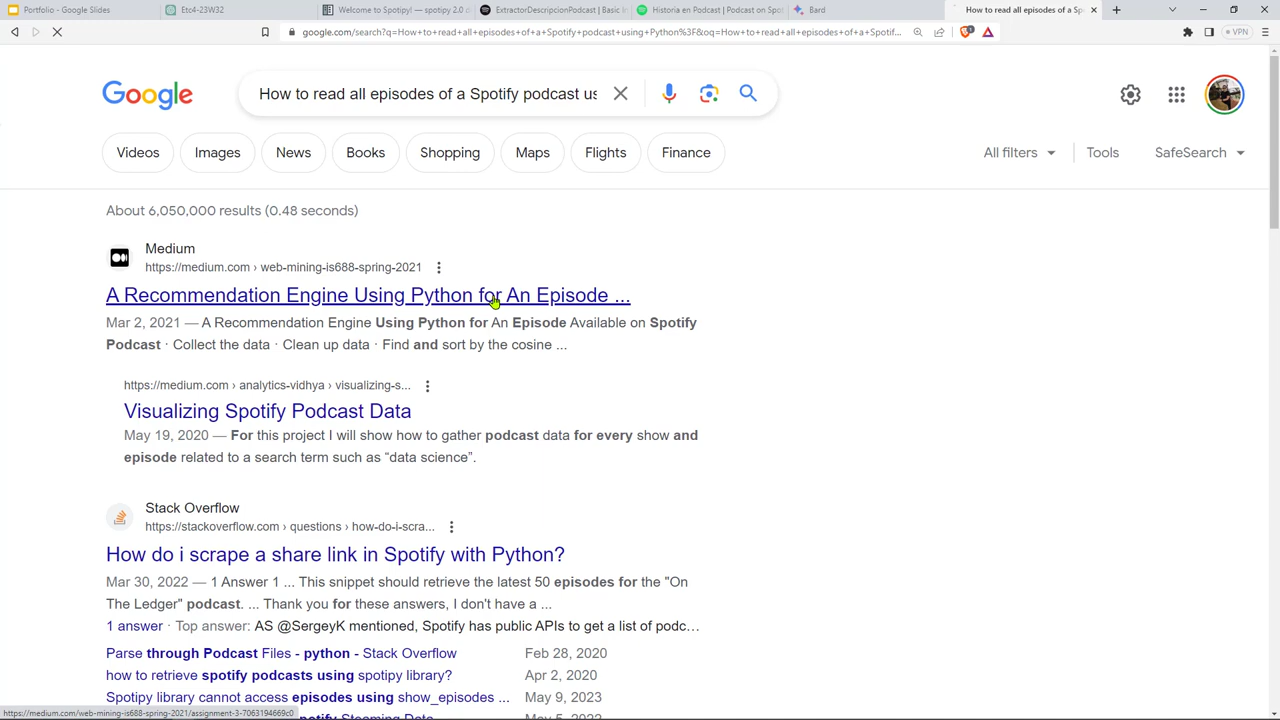 Portfolio - Google Slides
Etc4-23W32
Welcome to Spotipy! — spotipy 2.0 d
ExtractorDescripcionPodcast | Basic In
Historia en Podcast | Podcast on Spot
Bard
How to read all episodes of a Sp
google.com/search?q=How+to+read+all+episodes+of+a+Spotify+podcast+using+Python%3F&oq=How+to+read+all+episodes+of+a+Spotif...
VPN
Google
How to read all episodes of a Spotify podcast us
Videos
Images
News
Books
Shopping
Maps
Flights
Finance
All filters
Tools
SafeSearch
About 6,050,000 results (0.48 seconds)
Medium
https://medium.com › web-mining-is688-spring-2021
A Recommendation Engine Using Python for An Episode ...
Mar 2, 2021 — A Recommendation Engine Using Python for An Episode Available on Spotify
Podcast · Collect the data · Clean up data · Find and sort by the cosine ...
https://medium.com › analytics-vidhya › visualizing-s...
Visualizing Spotify Podcast Data
May 19, 2020 — For this project I will show how to gather podcast data for every show and
episode related to a search term such as “data science”.
Stack Overflow
https://stackoverflow.com › questions › how-do-i-scra...
How do i scrape a share link in Spotify with Python?
Mar 30, 2022 — 1 Answer 1 ... This snippet should retrieve the latest 50 episodes for the "On
The Ledger" podcast. ... Thank you for these answers, I don't have a ...
1 answer · Top answer: AS @SergeyK mentioned, Spotify has public APIs to get a list of podc...
Parse through Podcast Files - python - Stack Overflow
Feb 28, 2020
how to retrieve spotify podcasts using spotipy library?
Apr 2, 2020
Spotipy library cannot access episodes using show_episodes ...
May 9, 2023
https://medium.com/web-mining-is688-spring-2021/assignment-3-7063194669c0